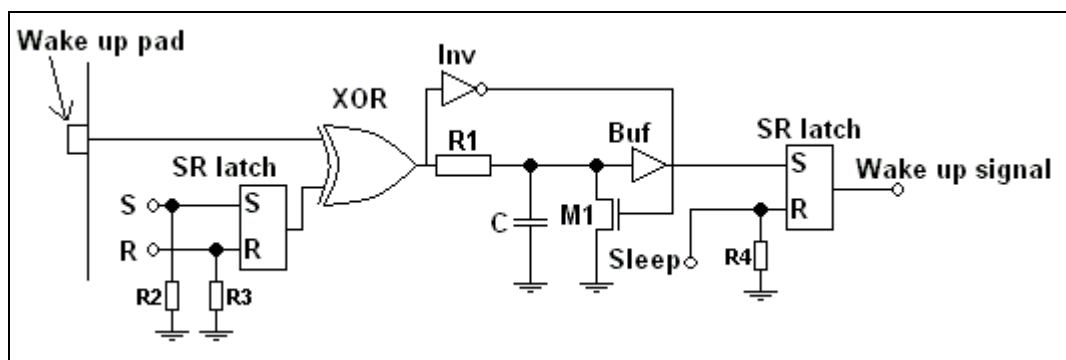 Wake up pad
Inv
XOR
R1
Buf
SR latch
SR latch
S
Wake up signal
S
S
C
M1
R
R
R
Sleep
R4
R2
R3